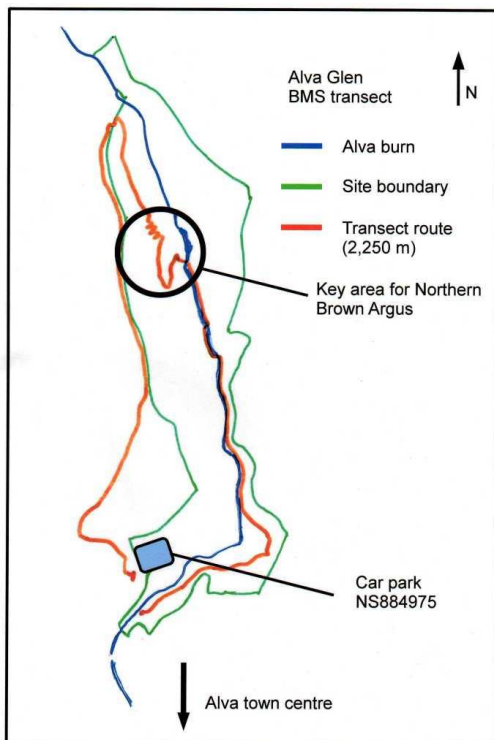 Alva Glen
BMS transect
N
Alva burn
Site boundary
Transect route
(2,250 m)
Key area for Northern
Brown Argus
Car park
NS884975
Alva town centre